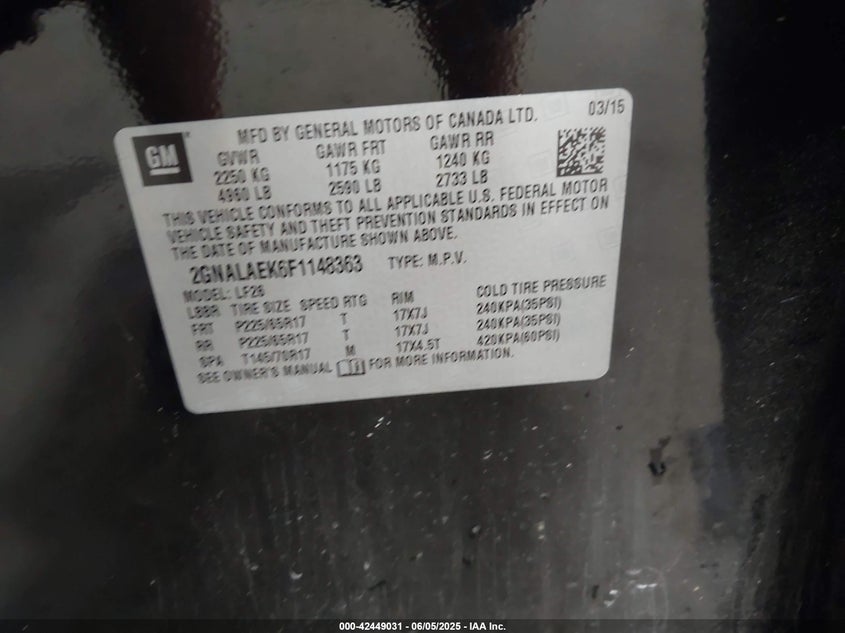 GM
MFD BY GENERAL MOTORS OF CANADA LTD. 03/15
GVWR GAWR FRT GAWR RR
2250 KG 1175 KG 1240 KG
4960 LB 2590 LB 2733 LB
THIS VEHICLE CONFORMS TO ALL APPLICABLE U.S. FEDERAL MOTOR
VEHICLE SAFETY AND THEFT PREVENTION STANDARDS IN EFFECT ON
THE DATE OF MANUFACTURE SHOWN ABOVE.
2GNALAEK6F1148363 TYPE: M.P.V.
MODEL: LF26
TIRE SIZE SPEED RTG RIM COLD TIRE PRESSURE
FRT P225/65R17 T 17X7J 240KPA(35PSI)
RR P225/65R17 T 17X7J 240KPA(35PSI)
SPA T145/70R17 M 17X4.5T 420KPA(60PSI)
SEE OWNER'S MANUAL FOR MORE INFORMATION.
000-42449031 - 06/05/2025 - IAA Inc.